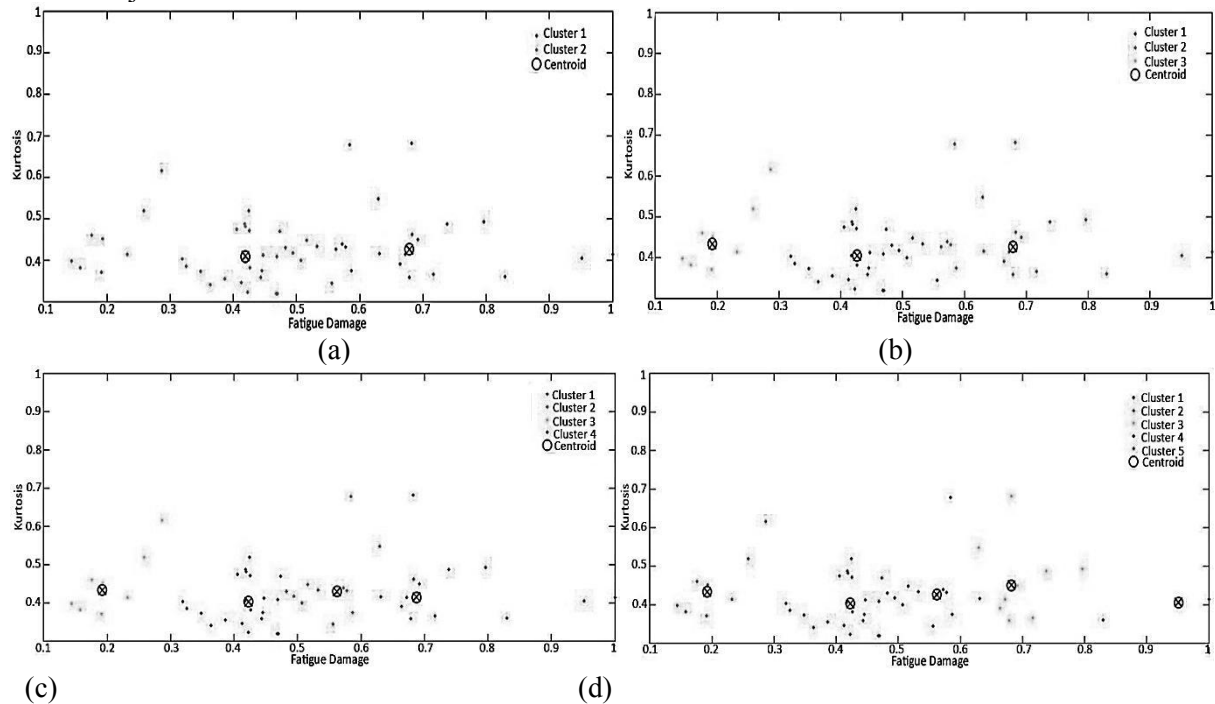 1
0.9
0.8
0.7
0.6
0.5
0.4
0.1 0.2 0.3 0.4 0.5 0.6 0.7 0.8 0.9 1
Kurtosis
Fatigue Damage
Cluster 1
Cluster 2
Centroid
(a)
1
0.9
0.8
0.7
0.6
0.5
0.4
0.1 0.2 0.3 0.4 0.5 0.6 0.7 0.8 0.9 1
Kurtosis
Fatigue Damage
Cluster 1
Cluster 2
Cluster 3
Centroid
(b)
1
0.9
0.8
0.7
0.6
0.5
0.4
0.1 0.2 0.3 0.4 0.5 0.6 0.7 0.8 0.9 1
Kurtosis
Fatigue Damage
Cluster 1
Cluster 2
Cluster 3
Cluster 4
Centroid
(c)
1
0.9
0.8
0.7
0.6
0.5
0.4
0.1 0.2 0.3 0.4 0.5 0.6 0.7 0.8 0.9 1
Kurtosis
Fatigue Damage
Cluster 1
Cluster 2
Cluster 3
Cluster 4
Cluster 5
Centroid
(d)